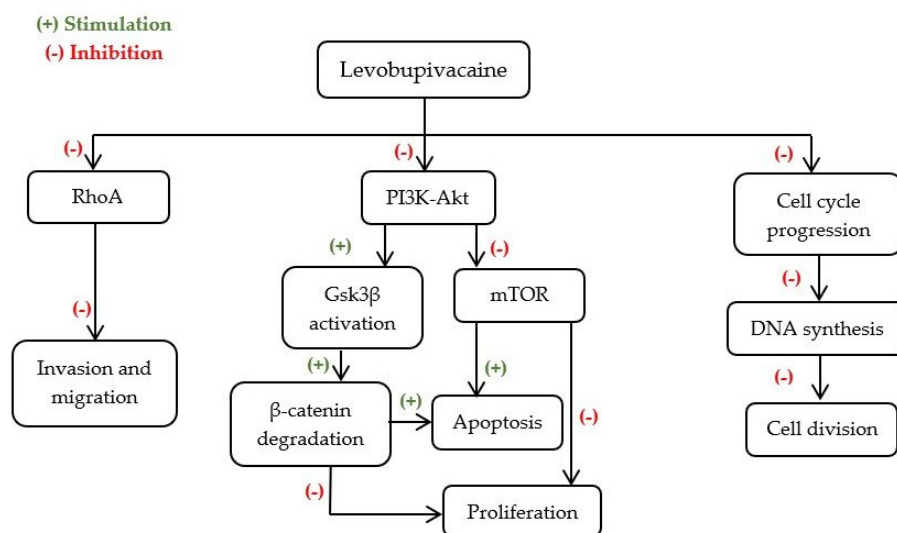 (+) Stimulation
(-) Inhibition
Levobupivacaine
(-)
(-)
(-)
RhoA
PI3K-Akt
Cell cycle
progression
(+)
(-)
(-)
Gsk3β
activation
mTOR
(-)
DNA synthesis
Invasion and
migration
(+)
(+)
(-)
β-catenin
degradation
(+)
Apoptosis
(-)
Cell division
(-)
Proliferation